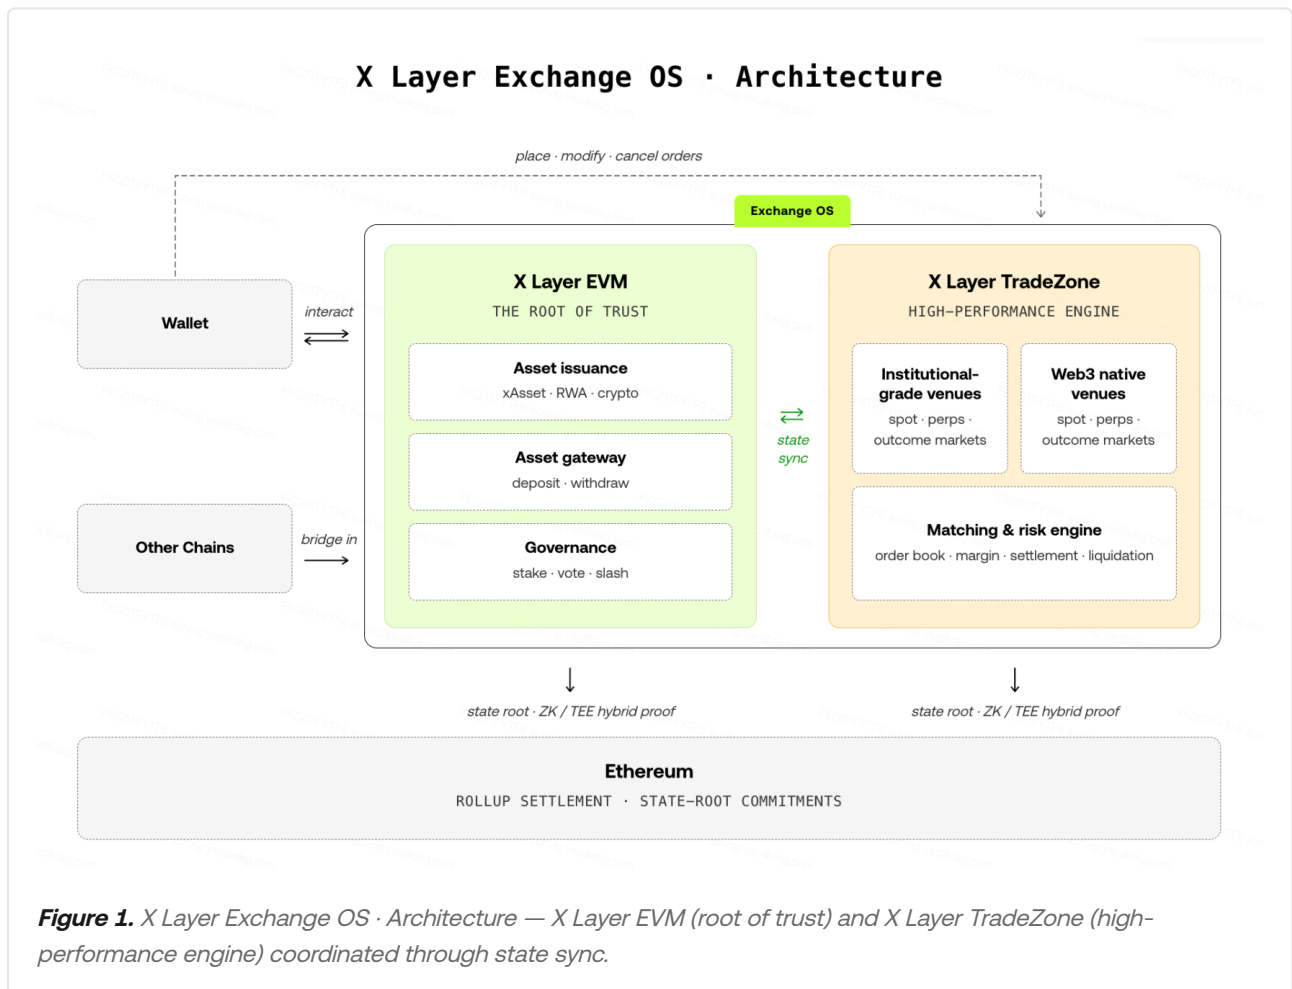 X Layer Exchange OS · Architecture
place · modify · cancel orders
Exchange OS
Wallet
interact
Other Chains
bridge in
X Layer EVM
THE ROOT OF TRUST
Asset issuance
xAsset · RWA · crypto
Asset gateway
deposit · withdraw
Governance
stake · vote · slash
state
sync
X Layer TradeZone
HIGH-PERFORMANCE ENGINE
Institutional-
grade venues
spot · perps ·
outcome markets
Web3 native
venues
spot · perps ·
outcome markets
Matching & risk engine
order book · margin · settlement · liquidation
state root · ZK / TEE hybrid proof
state root · ZK / TEE hybrid proof
Ethereum
ROLLUP SETTLEMENT · STATE-ROOT COMMITMENTS
Figure 1. X Layer Exchange OS · Architecture — X Layer EVM (root of trust) and X Layer TradeZone (high-
performance engine) coordinated through state sync.